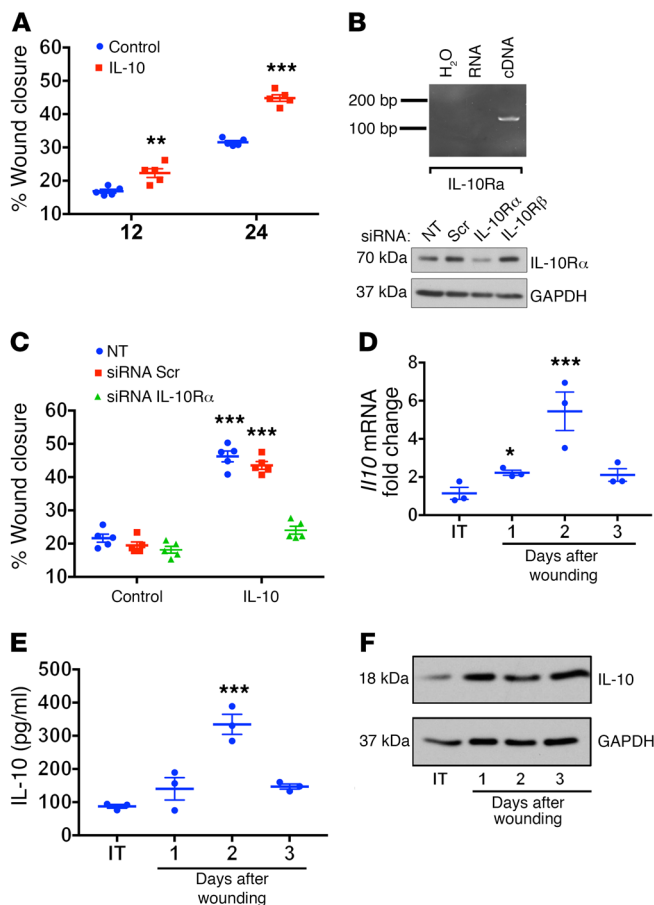 A
Control
IL-10
% Wound closure
60
50
40
30
20
10
**
***
12
24
B
H2O
RNA
cDNA
200 bp
100 bp
IL-10Ra
siRNA:
NT
Scr
IL-10Rα
IL-10Rβ
70 kDa
IL-10Rα
37 kDa
GAPDH
C
NT
siRNA Scr
siRNA IL-10Rα
% Wound closure
60
50
40
30
20
10
***
***
Control
IL-10
D
Il10 mRNA
fold change
8
6
4
2
0
*
***
IT
1
2
3
Days after
wounding
E
IL-10 (pg/ml)
500
400
300
200
100
0
***
IT
1
2
3
Days after
wounding
F
18 kDa
IL-10
37 kDa
GAPDH
IT
1
2
3
Days after
wounding